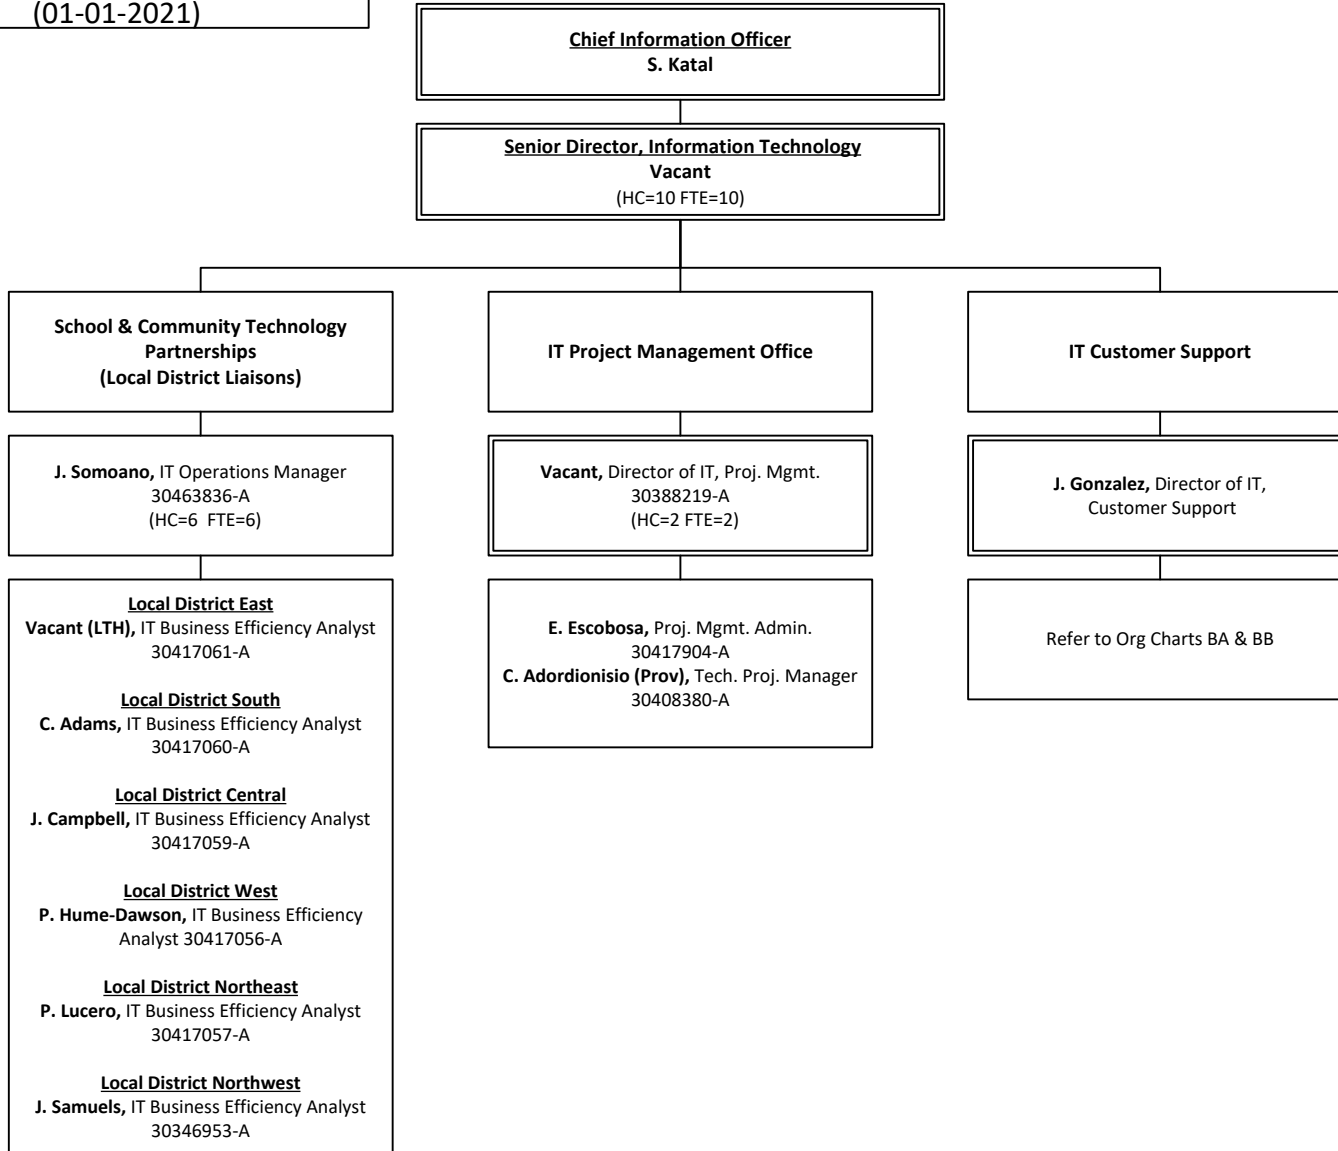 (01-01-2021)
Chief Information Officer
S. Katal
Senior Director, Information Technology
Vacant
(HC=10 FTE=10)
School & Community Technology
Partnerships
(Local District Liaisons)
IT Project Management Office
IT Customer Support
J. Somoano, IT Operations Manager
30463836-A
(HC=6 FTE=6)
Vacant, Director of IT, Proj. Mgmt.
30388219-A
(HC=2 FTE=2)
J. Gonzalez, Director of IT,
Customer Support
Local District East
Vacant (LTH), IT Business Efficiency Analyst
30417061-A
Local District South
C. Adams, IT Business Efficiency Analyst
30417060-A
Local District Central
J. Campbell, IT Business Efficiency Analyst
30417059-A
Local District West
P. Hume-Dawson, IT Business Efficiency
Analyst 30417056-A
Local District Northeast
P. Lucero, IT Business Efficiency Analyst
30417057-A
Local District Northwest
J. Samuels, IT Business Efficiency Analyst
30346953-A
E. Escobosa, Proj. Mgmt. Admin.
30417904-A
C. Adordionisio (Prov), Tech. Proj. Manager
30408380-A
Refer to Org Charts BA & BB